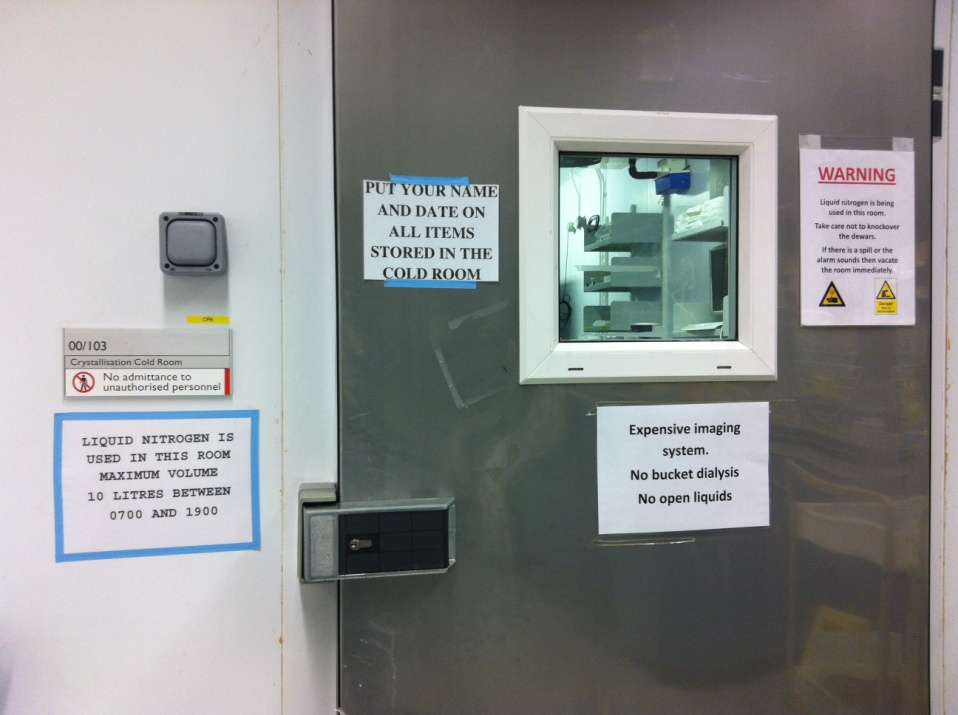 PUT YOUR NAME
AND DATE ON
ALL ITEMS
STORED IN THE
COLD ROOM
WARNING
Liquid nitrogen is being
used in this room.
Take care not to knockover
the dewars.
If there is a spill or the
alarm sounds then vacate
the room immediately.
Danger!
00/103
Crystallisation Cold Room
No admittance to
unauthorised personnel
LIQUID NITROGEN IS
USED IN THIS ROOM
MAXIMUM VOLUME
10 LITRES BETWEEN
0700 AND 1900
Expensive imaging
system.
No bucket dialysis
No open liquids